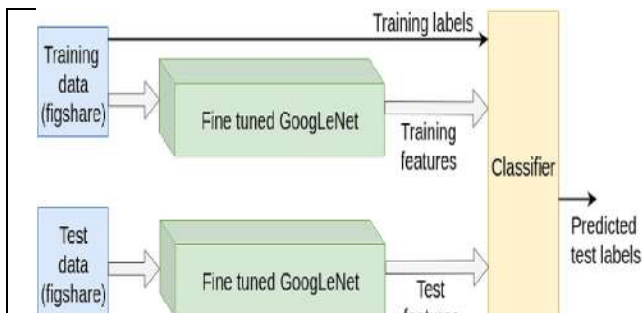 Training labels
Training
data
(figshare)
Fine tuned GoogLeNet
Training
features
Classifier
Predicted
test labels
Test
data
(figshare)
Fine tuned GoogLeNet
Test